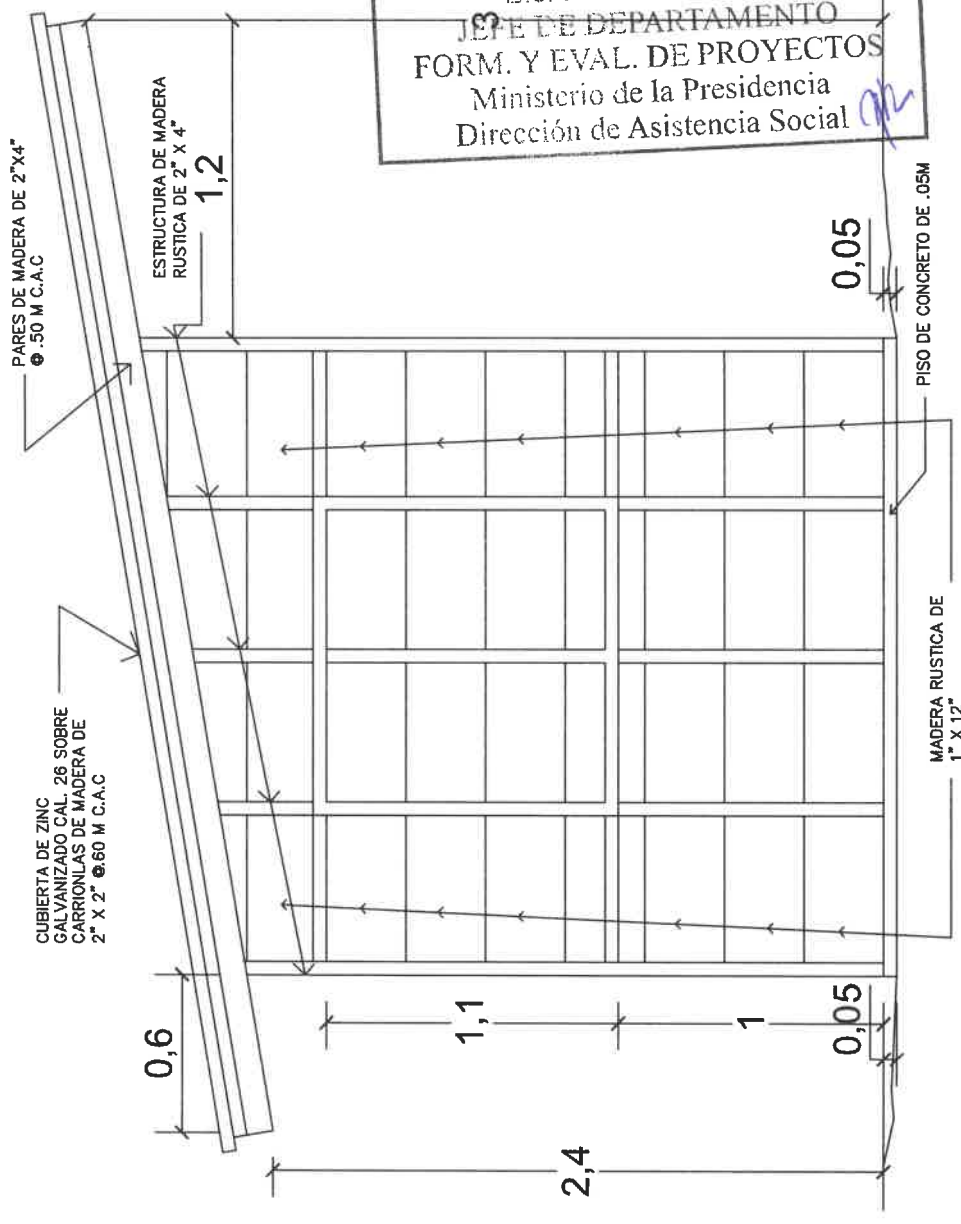 PARES DE MADERA DE 2"X4"
@ .50 M C.A.C
ESTRUCTURA DE MADERA
RUSTICA DE 2" X 4"
1,2
3
JEFE DE DEPARTAMENTO
FORM. Y EVAL. DE PROYECTOS
Ministerio de la Presidencia
Dirección de Asistencia Social
CUBIERTA DE ZINC
GALVANIZADO CAL. 26 SOBRE
CARRIONLAS DE MADERA DE
2" X 2" @.60 M C.A.C
0,6
1,1
1
0,05
2,4
0,05
PISO DE CONCRETO DE .05M
MADERA RUSTICA DE
1" X 12"